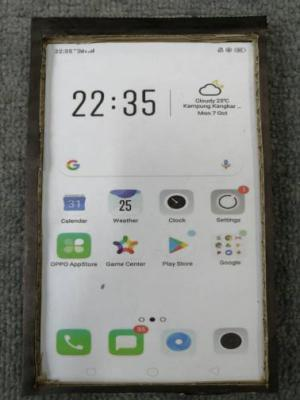 22:35
22:35
Cloudy 23°C
Kampung Kangkar ...
Mon 7 Oct
G
31
25
1
Calendar
Weather
Clock
Settings
OPPO AppStore
Game Center
Play Store
Google